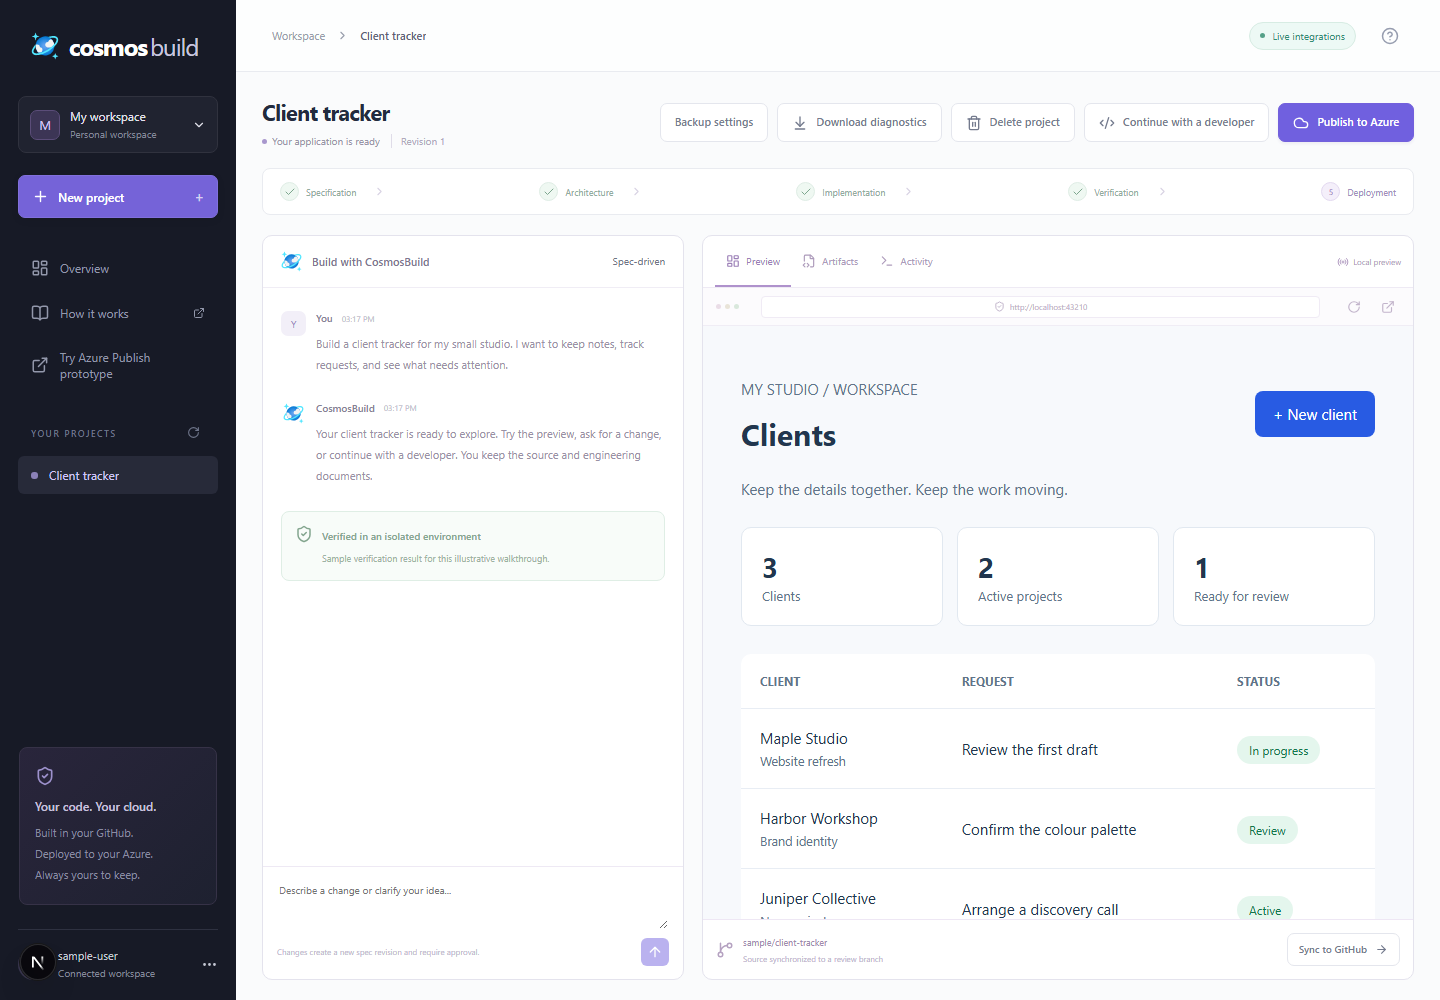 cosmos build
M
My workspace
Personal workspace
New project +
Overview
How it works
Try Azure Publish
prototype
YOUR PROJECTS
Client tracker
Your code. Your cloud.
Built in your GitHub.
Deployed to your Azure.
Always yours to keep.
N
sample-user
Connected workspace
Workspace
Client tracker
Live integrations
Client tracker
Your application is ready
Revision 1
Backup settings
Download diagnostics
Delete project
Continue with a developer
Publish to Azure
Specification
Architecture
Implementation
Verification
5 Deployment
Build with CosmosBuild
Spec-driven
Y
You 03:17 PM
Build a client tracker for my small studio. I want to keep notes, track
requests, and see what needs attention.
CosmosBuild 03:17 PM
Your client tracker is ready to explore. Try the preview, ask for a change,
or continue with a developer. You keep the source and engineering
documents.
Verified in an isolated environment
Sample verification result for this illustrative walkthrough.
Describe a change or clarify your idea...
Changes create a new spec revision and require approval.
Preview
Artifacts
Activity
Local preview
http://localhost:43210
MY STUDIO / WORKSPACE
Clients
+ New client
Keep the details together. Keep the work moving.
3
Clients
2
Active projects
1
Ready for review
CLIENT REQUEST STATUS
Maple Studio
Website refresh
Review the first draft
In progress
Harbor Workshop
Brand identity
Confirm the colour palette
Review
Juniper Collective
Arrange a discovery call
Active
sample/client-tracker
Source synchronized to a review branch
Sync to GitHub